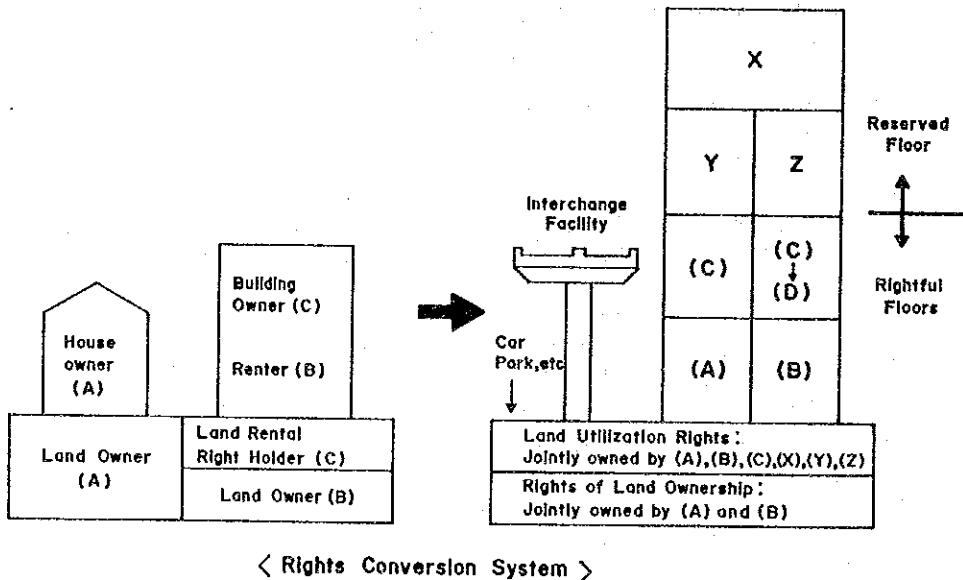 House
owner
(A)
Land Owner
(A)
Building
Owner (C)
Renter (B)
Land Rental
Right Holder (C)
Land Owner (B)
Interchange
Facility
Car
Park,etc
X
Y
Z
(C)
(C)
(D)
(A)
(B)
Reserved
Floor
Rightful
Floors
Land Utilization Rights:
Jointly owned by (A),(B),(C),(X),(Y),(Z)
Rights of Land Ownership:
Jointly owned by (A) and (B)
< Rights Conversion System >